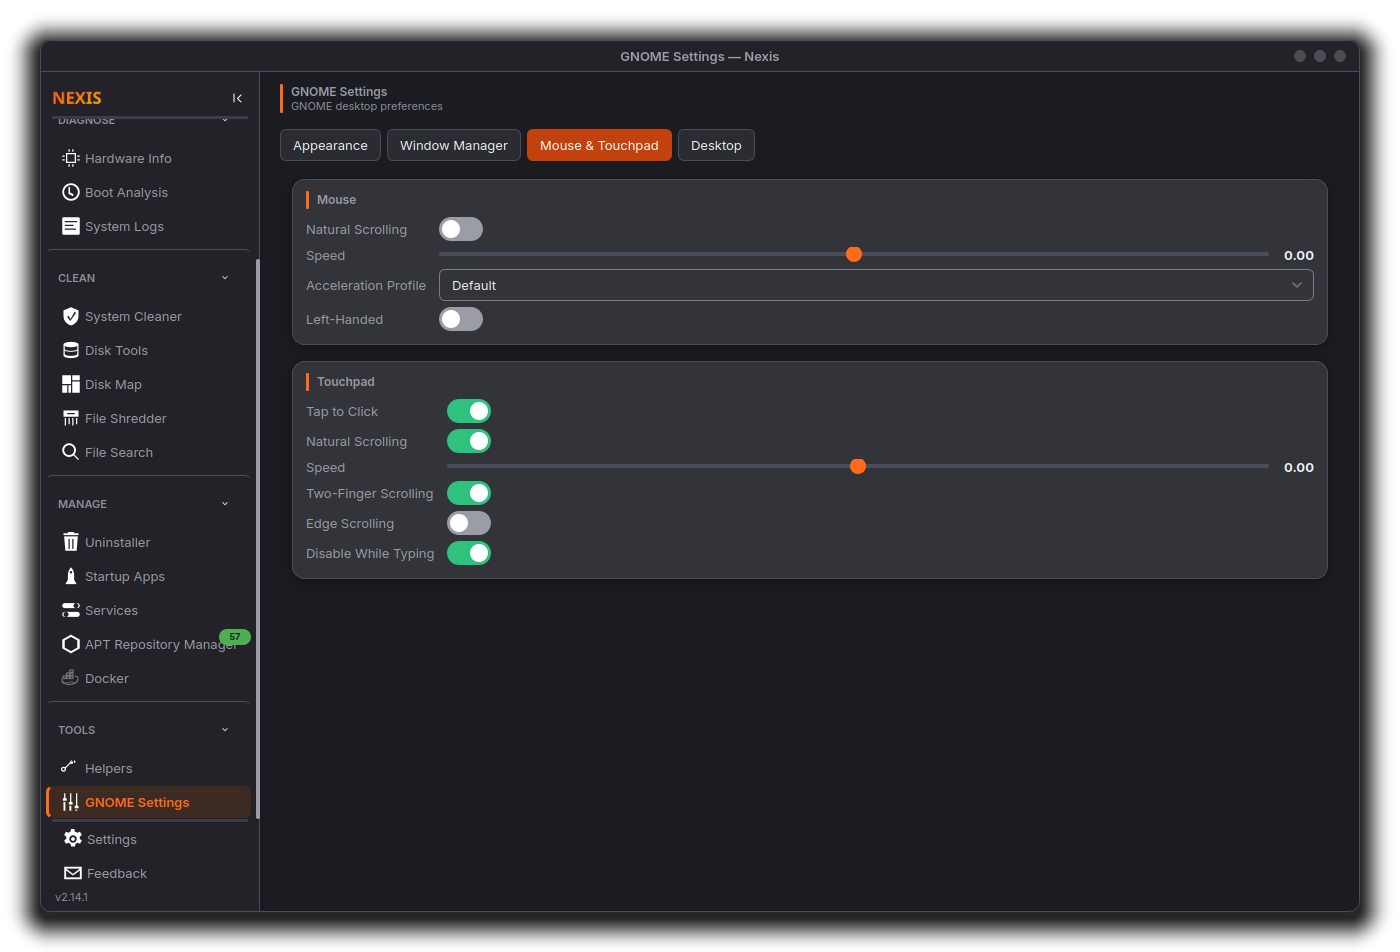 GNOME Settings — Nexis
NEXIS
DIAGNOSE
Hardware Info
Boot Analysis
System Logs
CLEAN
System Cleaner
Disk Tools
Disk Map
File Shredder
File Search
MANAGE
Uninstaller
Startup Apps
Services
APT Repository Manager
57
Docker
TOOLS
Helpers
GNOME Settings
Settings
Feedback
v2.14.1
GNOME Settings
GNOME desktop preferences
Appearance Window Manager Mouse & Touchpad Desktop
Mouse
Natural Scrolling
Speed 0.00
Acceleration Profile Default
Left-Handed
Touchpad
Tap to Click
Natural Scrolling
Speed 0.00
Two-Finger Scrolling
Edge Scrolling
Disable While Typing